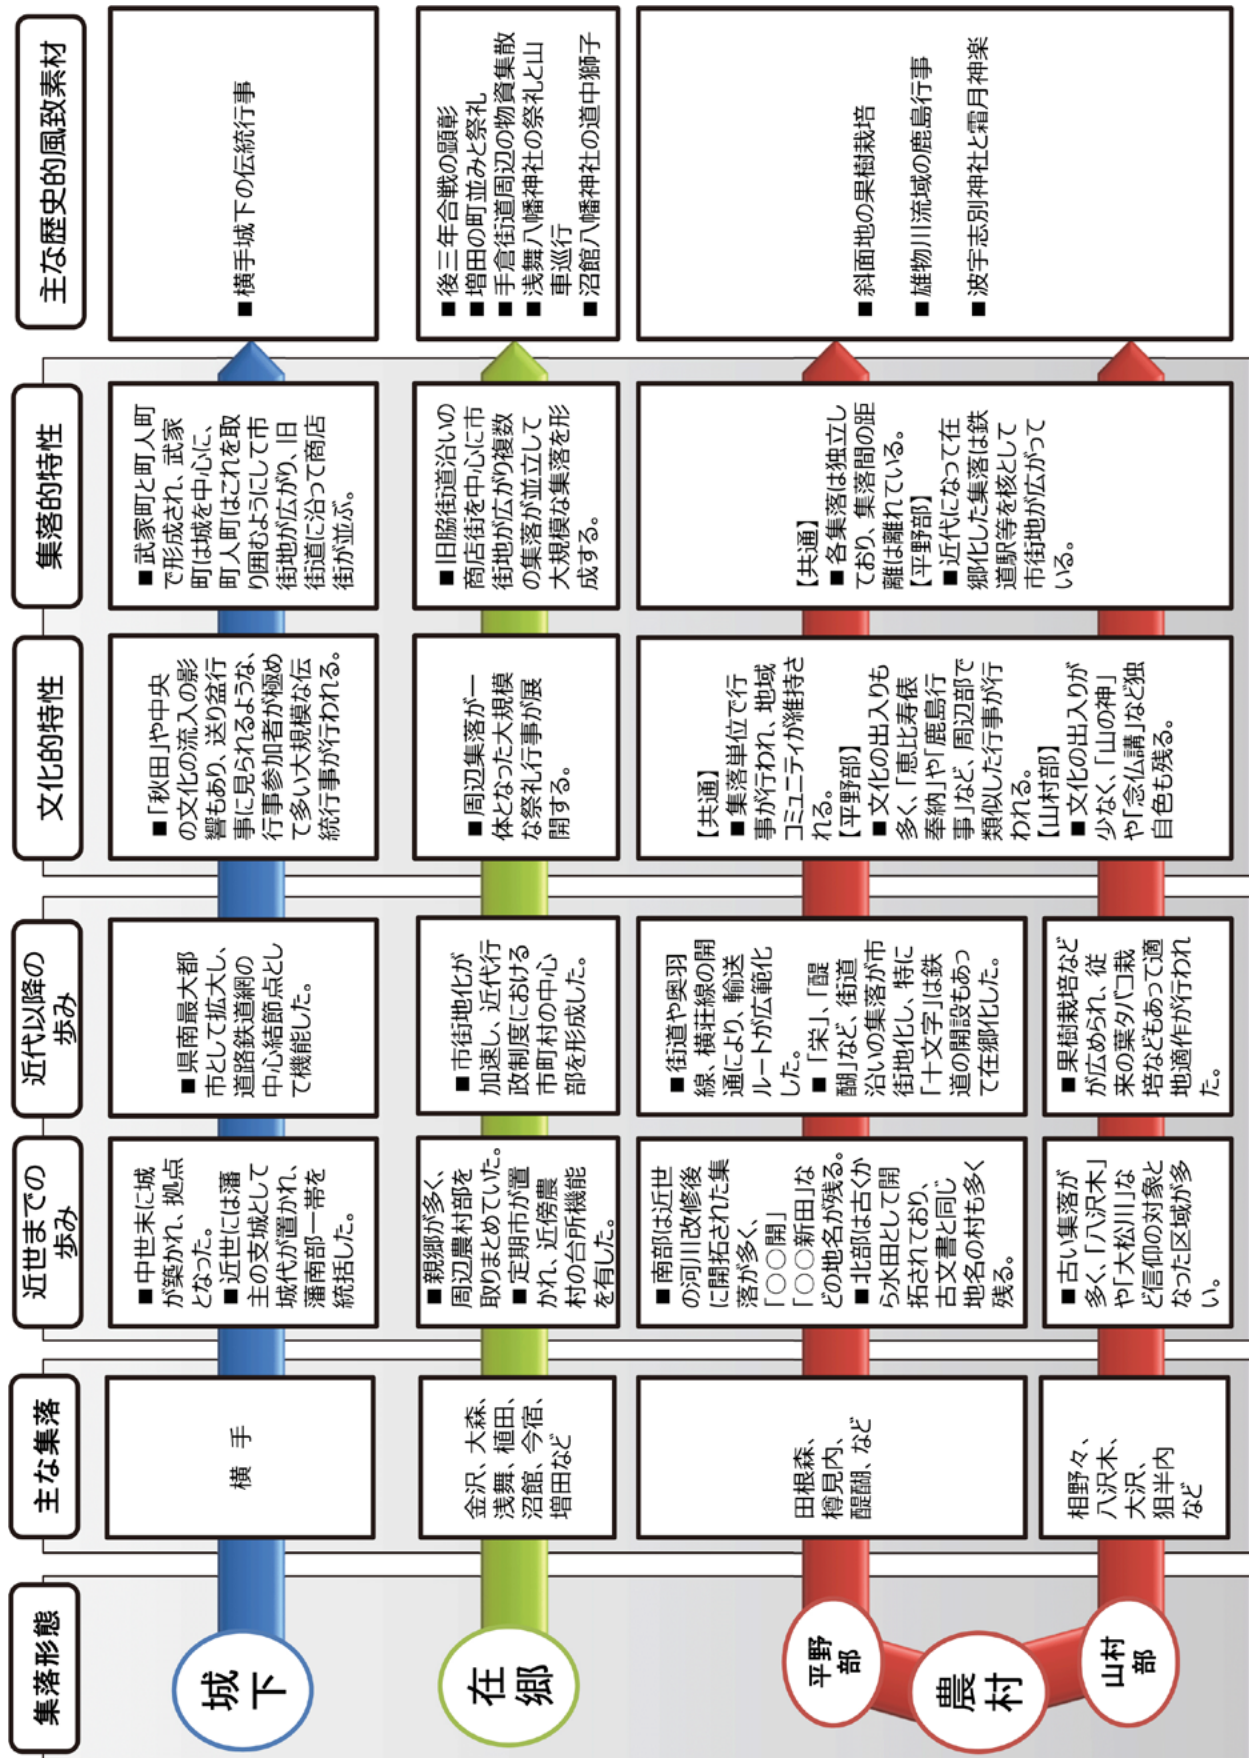 集落形態
主な集落
近世までの
歩み
近代以降の
歩み
文化的特性
集落的特性
主な歴史的風致素材
城
下
横　手
■中世末に城
が築かれ、拠点
となった。
■近世には藩
主の支城として
城代が置かれ、
藩南部一帯を
統括した。
■県南最大都
市として拡大し、
道路鉄道網の
中心結節点とし
て機能した。
■「秋田」や中央
の文化の流入の影
響もあり、送り盆行
事に見られるような、
行事参加者が極め
て多い大規模な伝
統行事が行われる。
■武家町と町人町
で形成され、武家
町は城を中心に、
町人町はこれを取
り囲むようにして市
街地が広がり、旧
街道に沿って商店
街が並ぶ。
■横手城下の伝統行事
在
郷
金沢、大森、
浅舞、植田、
沼館、今宿、
増田など
■親郷が多く、
周辺農村部を
取りまとめていた。
■定期市が置
かれ、近傍農
村の台所機能
を有した。
■市街地化が
加速し、近代行
政制度における
市町村の中心
部を形成した。
■周辺集落が一
体となった大規模
な祭礼行事が展
開する。
■旧脇街道沿いの
商店街を中心に市
街地が広がり複数
の集落が並立して
大規模な集落を形
成する。
■後三年合戦の顕彰
■増田の町並みと祭礼
■手倉街道周辺の物資集散
■浅舞八幡神社の祭礼と山
車巡行
■沼館八幡神社の道中獅子
農
村
平野
部
田根森、
樽見内、
醍醐、など
■南部は近世
の河川改修後
に開拓された集
落が多く、
「○○開」
「○○新田」な
どの地名が残る。
■北部は古くか
ら水田として開
拓されており、
古文書と同じ
地名の村も多く
残る。
■街道や奥羽
線、横荘線の開
通により、輸送
ルートが広範化
した。
■「栄」、「醍
醐」など、街道
沿いの集落が市
街地化し、特に
「十文字」は鉄
道の開設もあっ
て在郷化した。
山村
部
相野々、
八沢木、
大沢、
狙半内
など
■古い集落が
多く、「八沢木」
や「大松川」な
ど信仰の対象と
なった区域が多
い。
■果樹栽培など
が広められ、従
来の葉タバコ栽
培などもあって適
地適作が行われ
た。
【共通】
■集落単位で行
事が行われ、地域
コミュニティが維持さ
れる。
【平野部】
■文化の出入りも
多く、「恵比寿俵
奉納」や「鹿島行
事」など、周辺部で
類似した行事が行
われる。
【山村部】
■文化の出入りが
少なく、「山の神」
や「念仏講」など独
自色も残る。
【共通】
■各集落は独立し
ており、集落間の距
離は離れている。
【平野部】
■近代になって在
郷化した集落は鉄
道駅等を核として
市街地が広がって
いる。
■斜面地の果樹栽培
■雄物川流域の鹿島行事
■波宇志別神社と霜月神楽